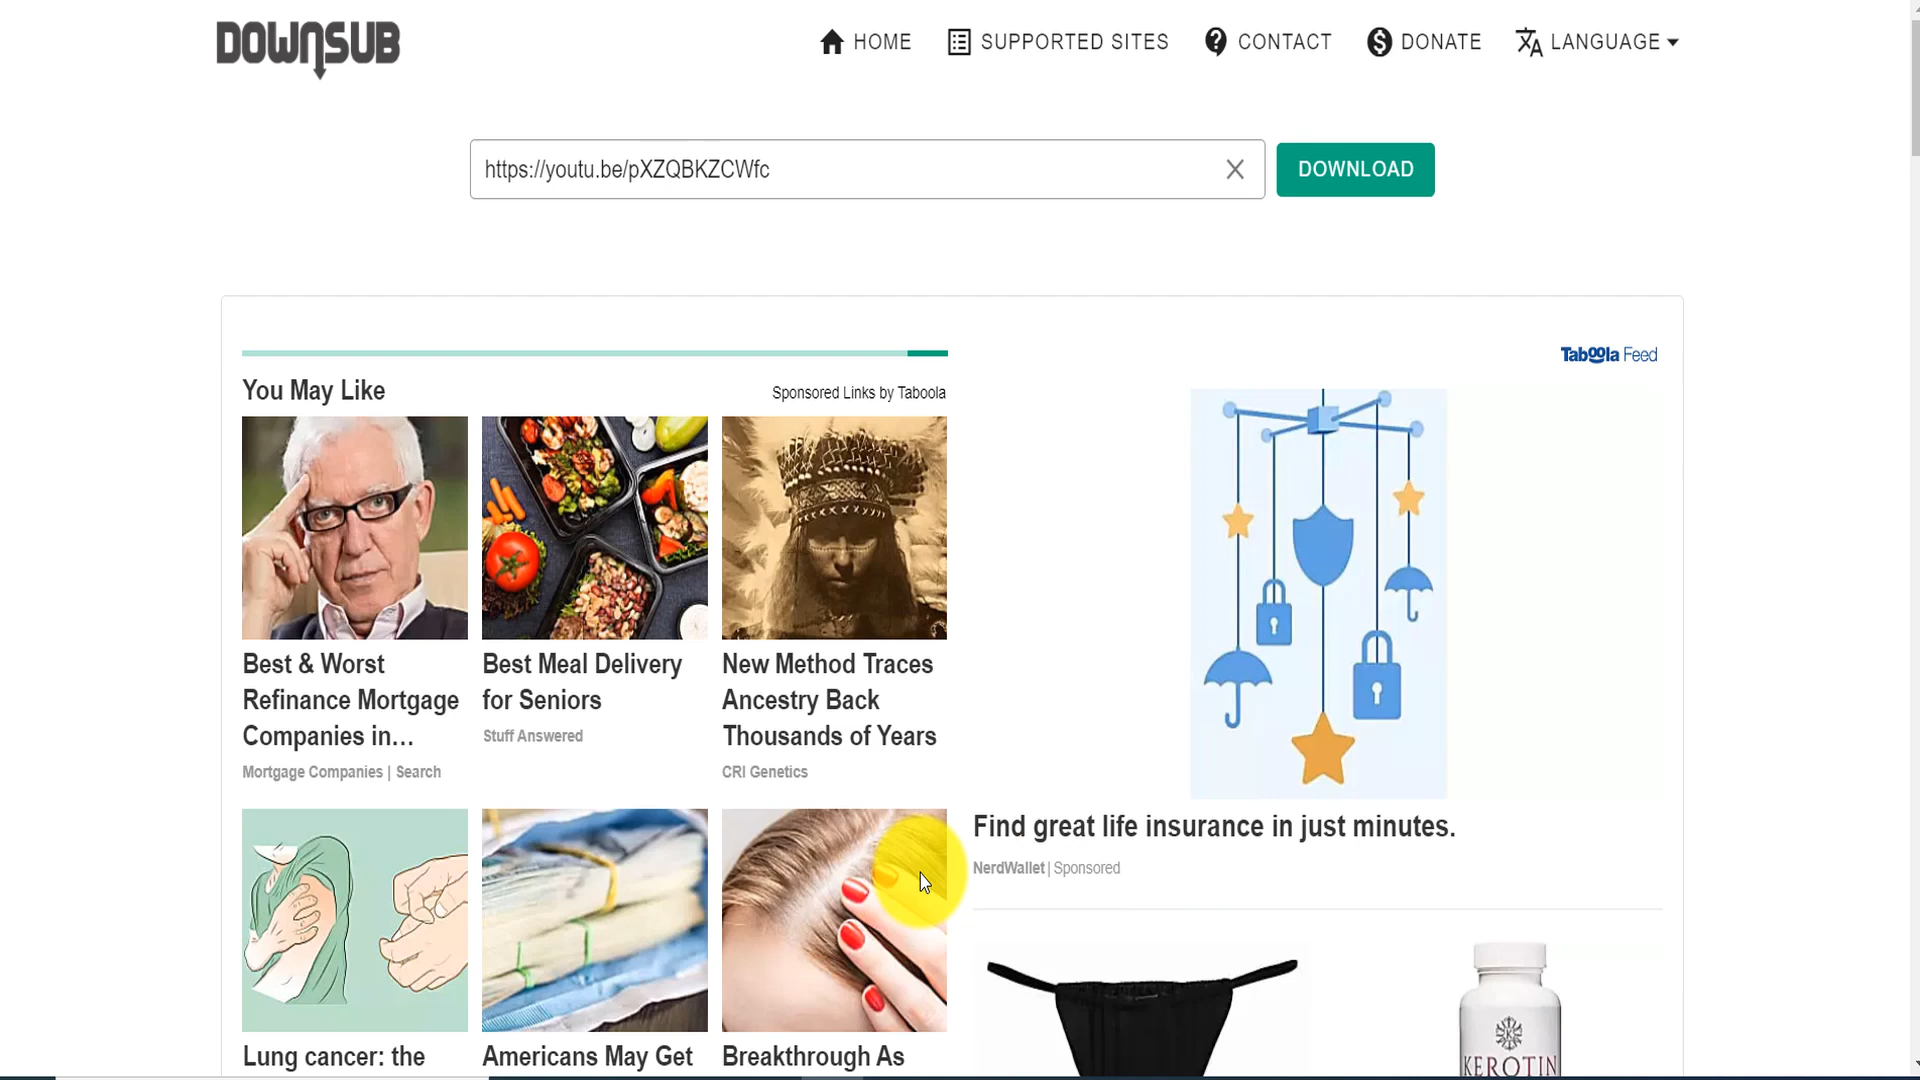 DOWNSUB
HOME
SUPPORTED SITES
CONTACT
DONATE
LANGUAGE
https://youtu.be/pXZQBKZCWfc
DOWNLOAD
Taboola Feed
You May Like
Sponsored Links by Taboola
Best & Worst
Refinance Mortgage
Companies in…
Mortgage Companies | Search
Best Meal Delivery
for Seniors
Stuff Answered
New Method Traces
Ancestry Back
Thousands of Years
CRI Genetics
Find great life insurance in just minutes.
NerdWallet | Sponsored
Lung cancer: the
Americans May Get
Breakthrough As
KEROTIN